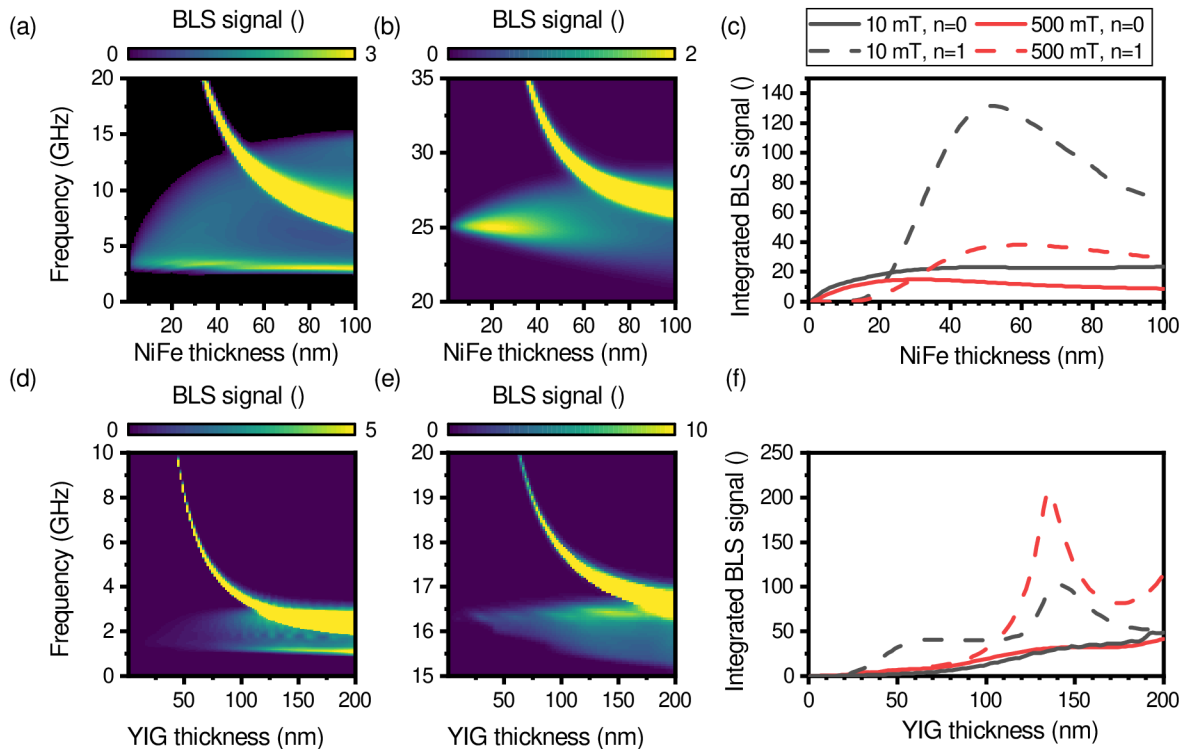 (a)
BLS signal ()
0 3
20
15
10
5
0
Frequency (GHz)
20 40 60 80 100
NiFe thickness (nm)
(b)
BLS signal ()
0 2
35
30
25
20
20 40 60 80 100
NiFe thickness (nm)
(c)
10 mT, n=0 500 mT, n=0
10 mT, n=1 500 mT, n=1
140
120
100
80
60
40
20
0
Integrated BLS signal ()
0 20 40 60 80 100
NiFe thickness (nm)
(d)
BLS signal ()
0 5
10
8
6
4
2
0
Frequency (GHz)
50 100 150 200
YIG thickness (nm)
(e)
BLS signal ()
0 10
20
19
18
17
16
15
50 100 150 200
YIG thickness (nm)
(f)
250
200
150
100
50
0
Integrated BLS signal ()
0 50 100 150 200
YIG thickness (nm)